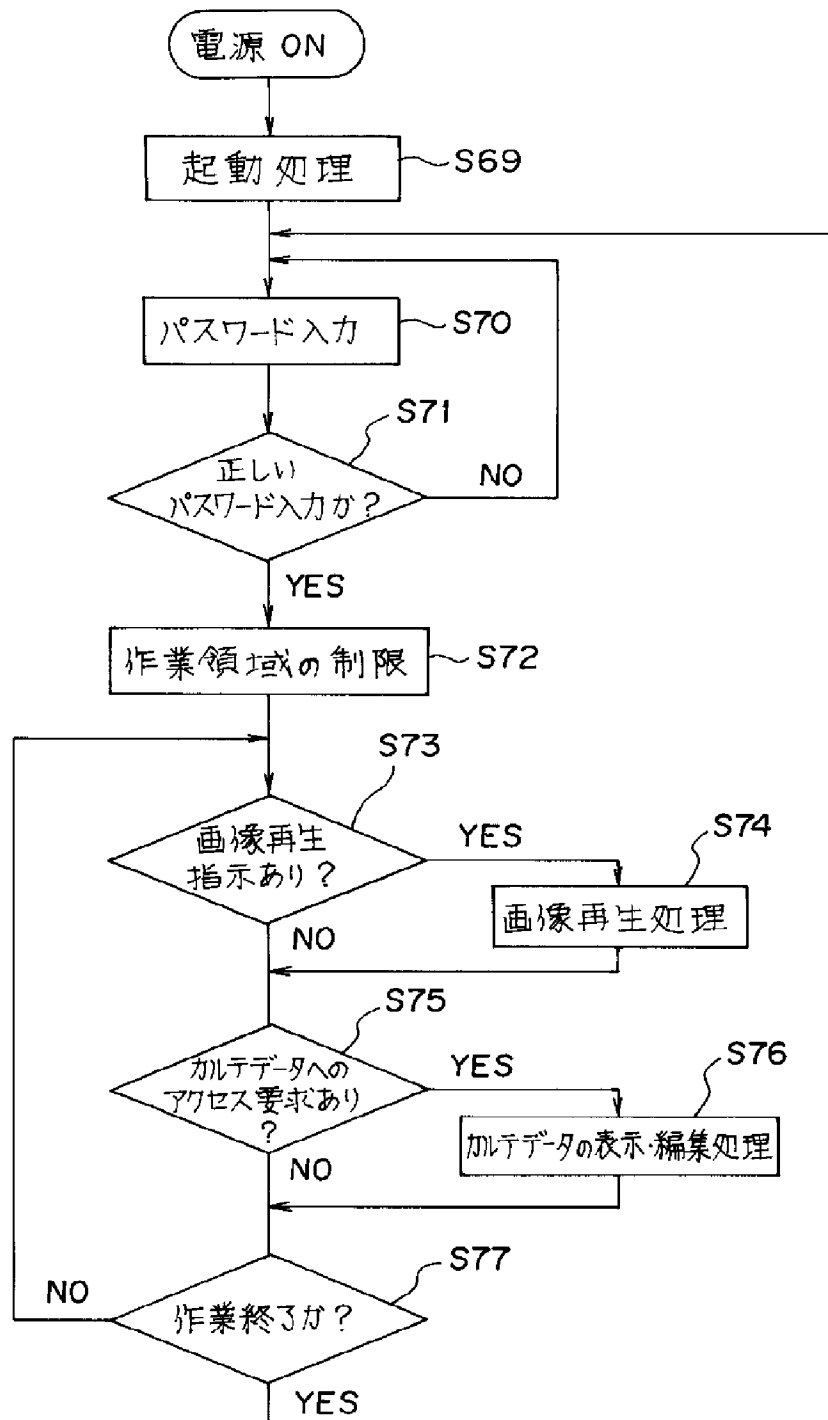 電源 ON
起動処理
S69
パスワード入力
S70
S71
正しい
パスワード入力か?
NO
YES
作業領域の制限
S72
S73
画像再生
指示あり?
YES
S74
画像再生処理
NO
S75
カルテデータへの
アクセス要求あり
?
YES
S76
カルテデータの表示・編集処理
NO
S77
作業終了か?
NO
YES